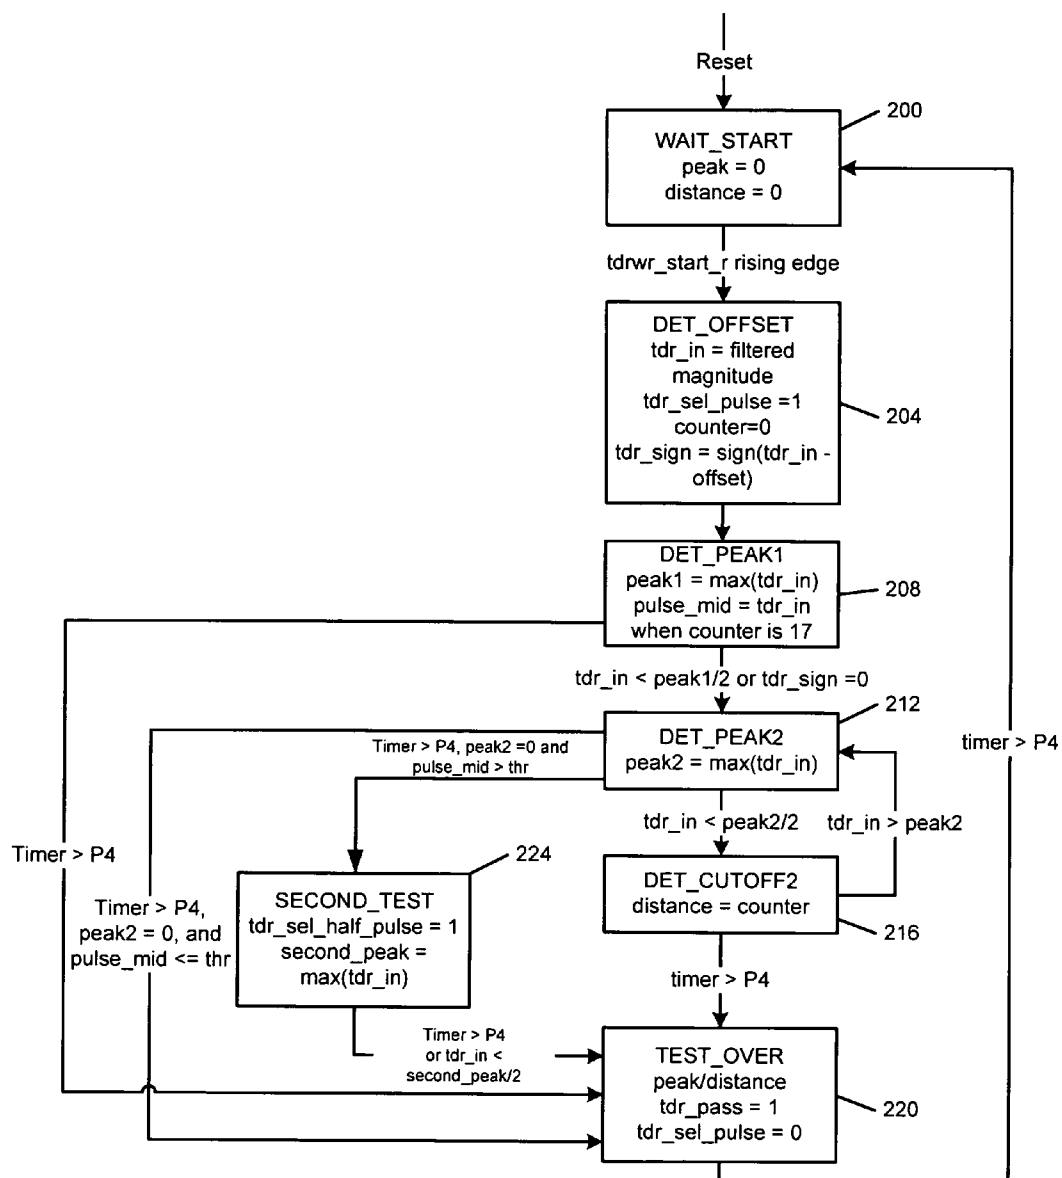 Reset
200
WAIT_START
peak = 0
distance = 0
timer > P4
tdrwr_start_r rising edge
DET_OFFSET
tdr_in = filtered
magnitude
tdr_sel_pulse =1
counter=0
tdr_sign = sign(tdr_in -
offset)
204
DET_PEAK1
peak1 = max(tdr_in)
pulse_mid = tdr_in
when counter is 17
208
tdr_in < peak1/2 or tdr_sign =0
212
DET_PEAK2
peak2 = max(tdr_in)
Timer > P4, peak2 =0 and
pulse_mid > thr
tdr_in < peak2/2
tdr_in > peak2
Timer > P4
Timer > P4,
peak2 = 0, and
pulse_mid <= thr
224
SECOND_TEST
tdr_sel_half_pulse = 1
second_peak =
max(tdr_in)
DET_CUTOFF2
distance = counter
216
timer > P4
Timer > P4
or tdr_in <
second_peak/2
TEST_OVER
peak/distance
tdr_pass = 1
tdr_sel_pulse = 0
220